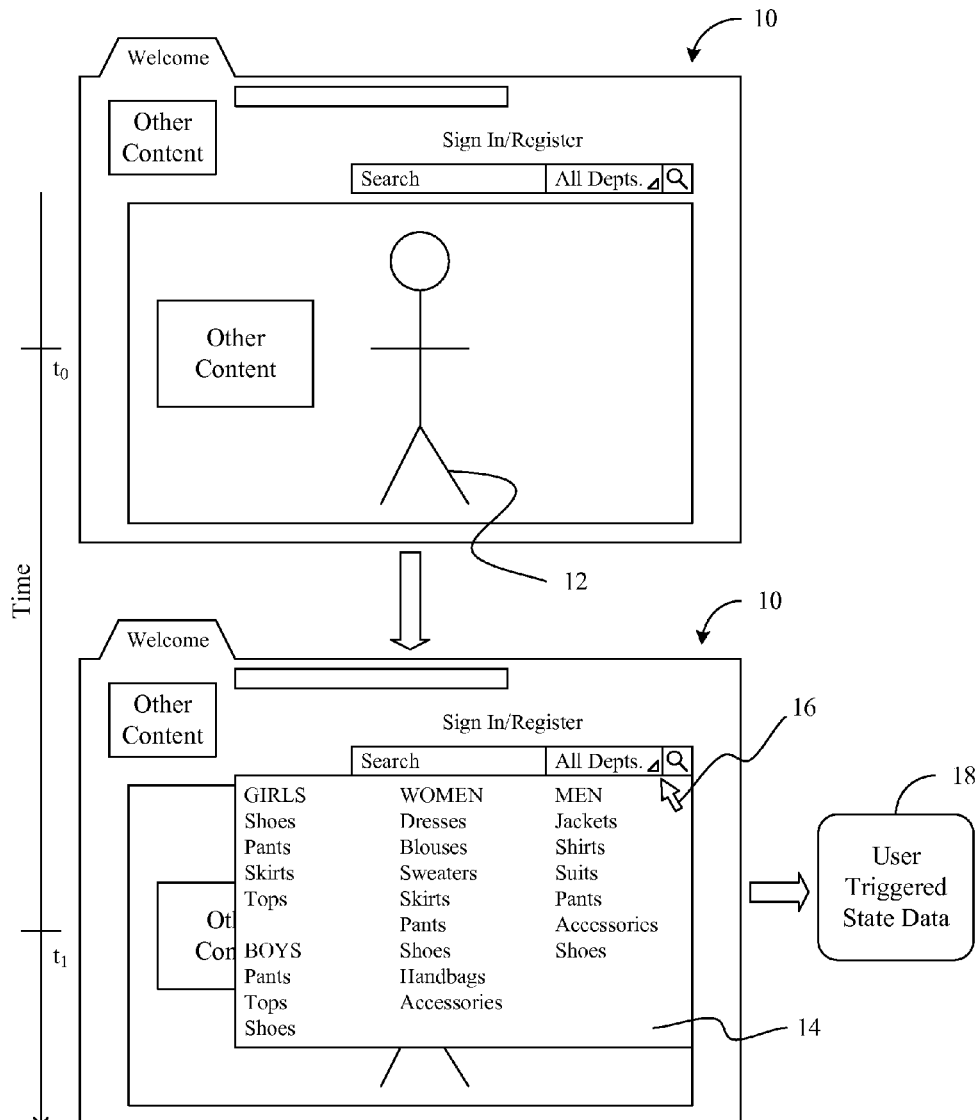 10
Welcome
Other
Content
Sign In/Register
Search All Depts.
Other
Content
t0
12
Time
10
Welcome
Other
Content
Sign In/Register
16
Search All Depts.
18
GIRLS WOMEN MEN
Shoes Dresses Jackets
Pants Blouses Shirts
Skirts Sweaters Suits
Tops Skirts Pants
Pants Accessories
BOYS Shoes Shoes
Pants Handbags
Tops Accessories
Shoes
Ot
Con
User
Triggered
State Data
t1
14